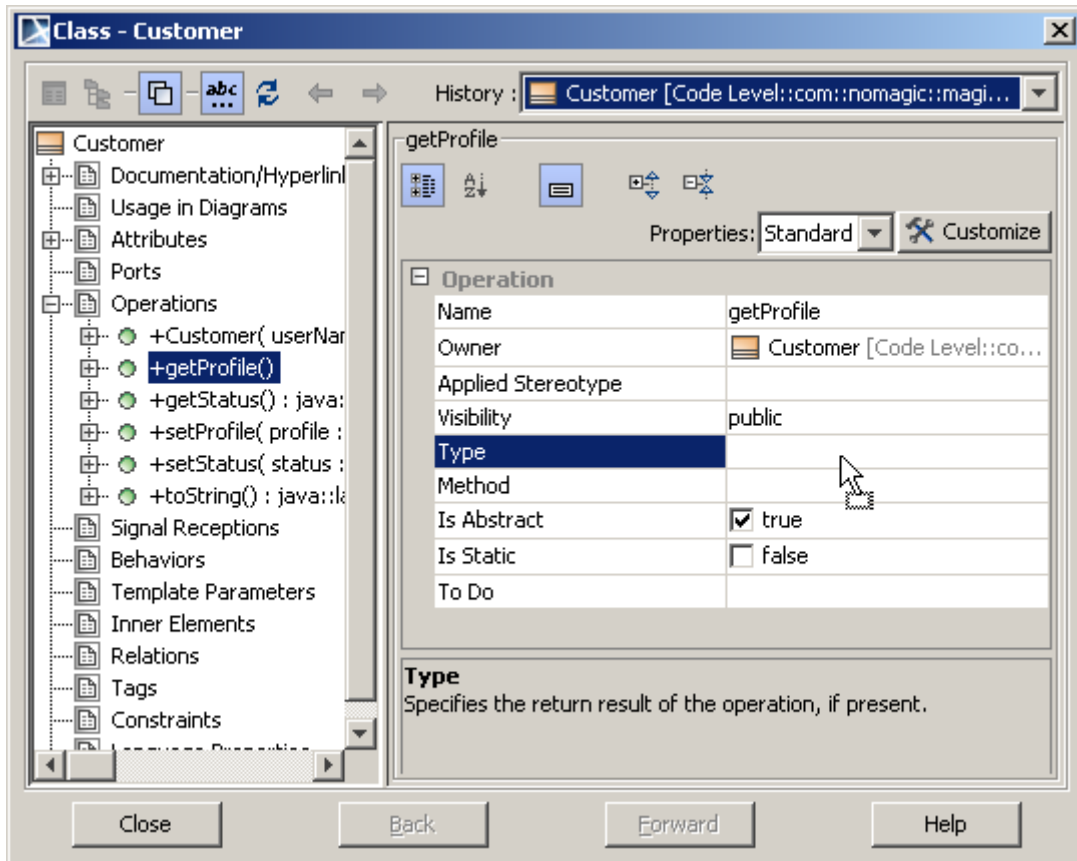 Class - Customer
abc
History : Customer [Code Level::com::nomagic::magi...
Customer
Documentation/Hyperlinl
Usage in Diagrams
Attributes
Ports
Operations
+Customer( userNar
+getProfile()
+getStatus() : java:
+setProfile( profile :
+setStatus( status :
+toString() : java::la
Signal Receptions
Behaviors
Template Parameters
Inner Elements
Relations
Tags
Constraints
getProfile
Properties: Standard Customize
Operation
Name getProfile
Owner Customer [Code Level::co...
Applied Stereotype
Visibility public
Type
Method
Is Abstract true
Is Static false
To Do
Type
Specifies the return result of the operation, if present.
Close Back Forward Help